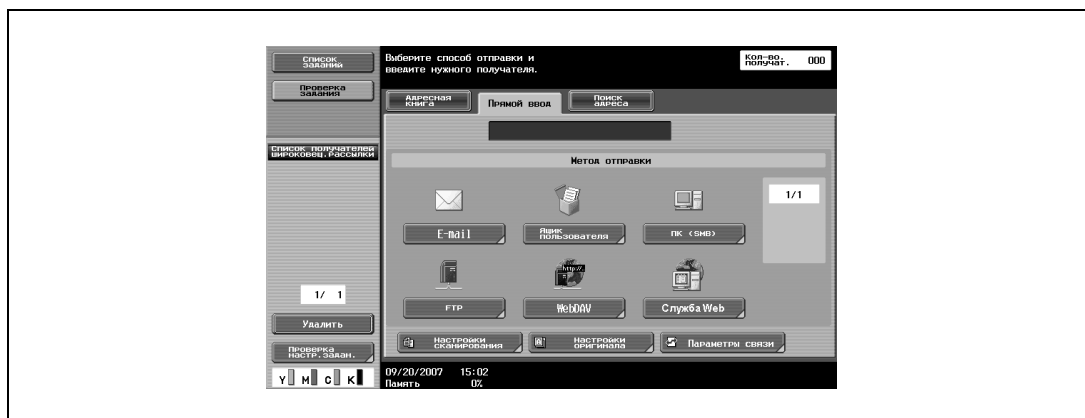 Список
заданий
Проверка
задания
Список получателей
широковещ.рассылки
1/ 1
Удалить
Проверка
настр.задан.
Y M C K
Выберите способ отправки и
введите нужного получателя.
Кол-во.
получат. 000
Адресная
книга
Прямой ввод
Поиск
адреса
Метод отправки
1/1
E-mail
Ящик
пользователя
ПК (SMB)
http://.
FTP
WebDAV
Служба Web
Настройки
сканирования
Настройки
оригинала
Параметры связи
09/20/2007 15:02
Память 0%